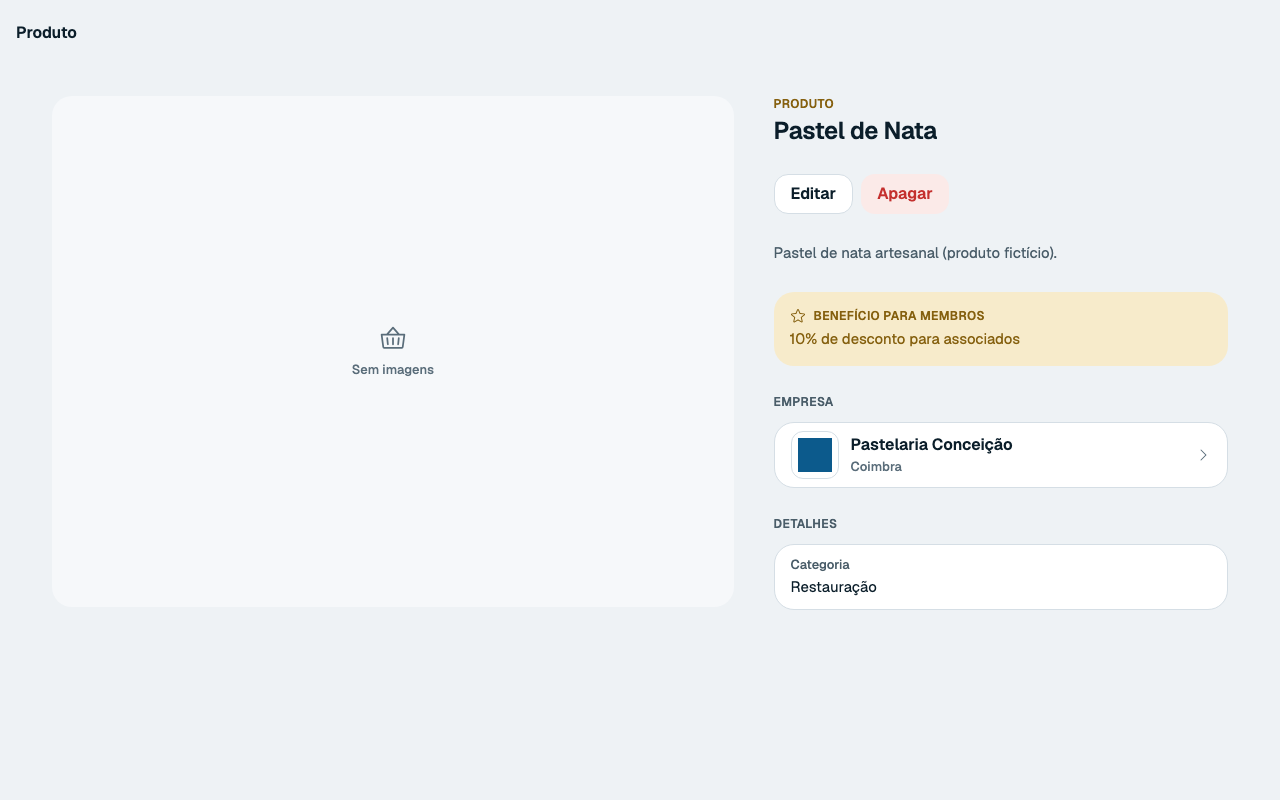 Produto
Sem imagens
PRODUTO
Pastel de Nata
Editar
Apagar
Pastel de nata artesanal (produto fictício).
BENEFÍCIO PARA MEMBROS
10% de desconto para associados
EMPRESA
Pastelaria Conceição
Coimbra
DETALHES
Categoria
Restauração